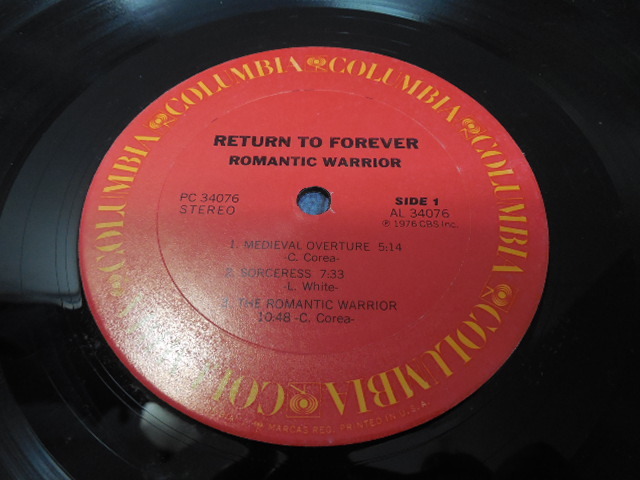 COLUMBIA COLUMBIA COLUMBIA COLUMBIA COLUMBIA COLUMBIA
RETURN TO FOREVER
ROMANTIC WARRIOR
PC 34076
STEREO
SIDE 1
AL 34076
℗ 1976 CBS Inc.
1. MEDIEVAL OVERTURE 5:14
-C. Corea-
2. SORCERESS 7:33
-L. White-
3. THE ROMANTIC WARRIOR
10:48 -C. Corea-
MARCAS REG. PRINTED IN U.S.A.